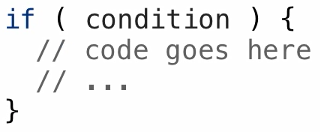 if ( condition ) {
  // code goes here
  // ...
}